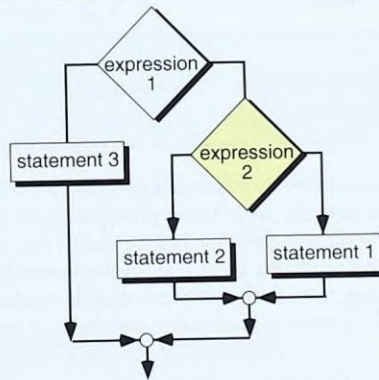 expression
1
statement 3
expression
2
statement 2
statement 1